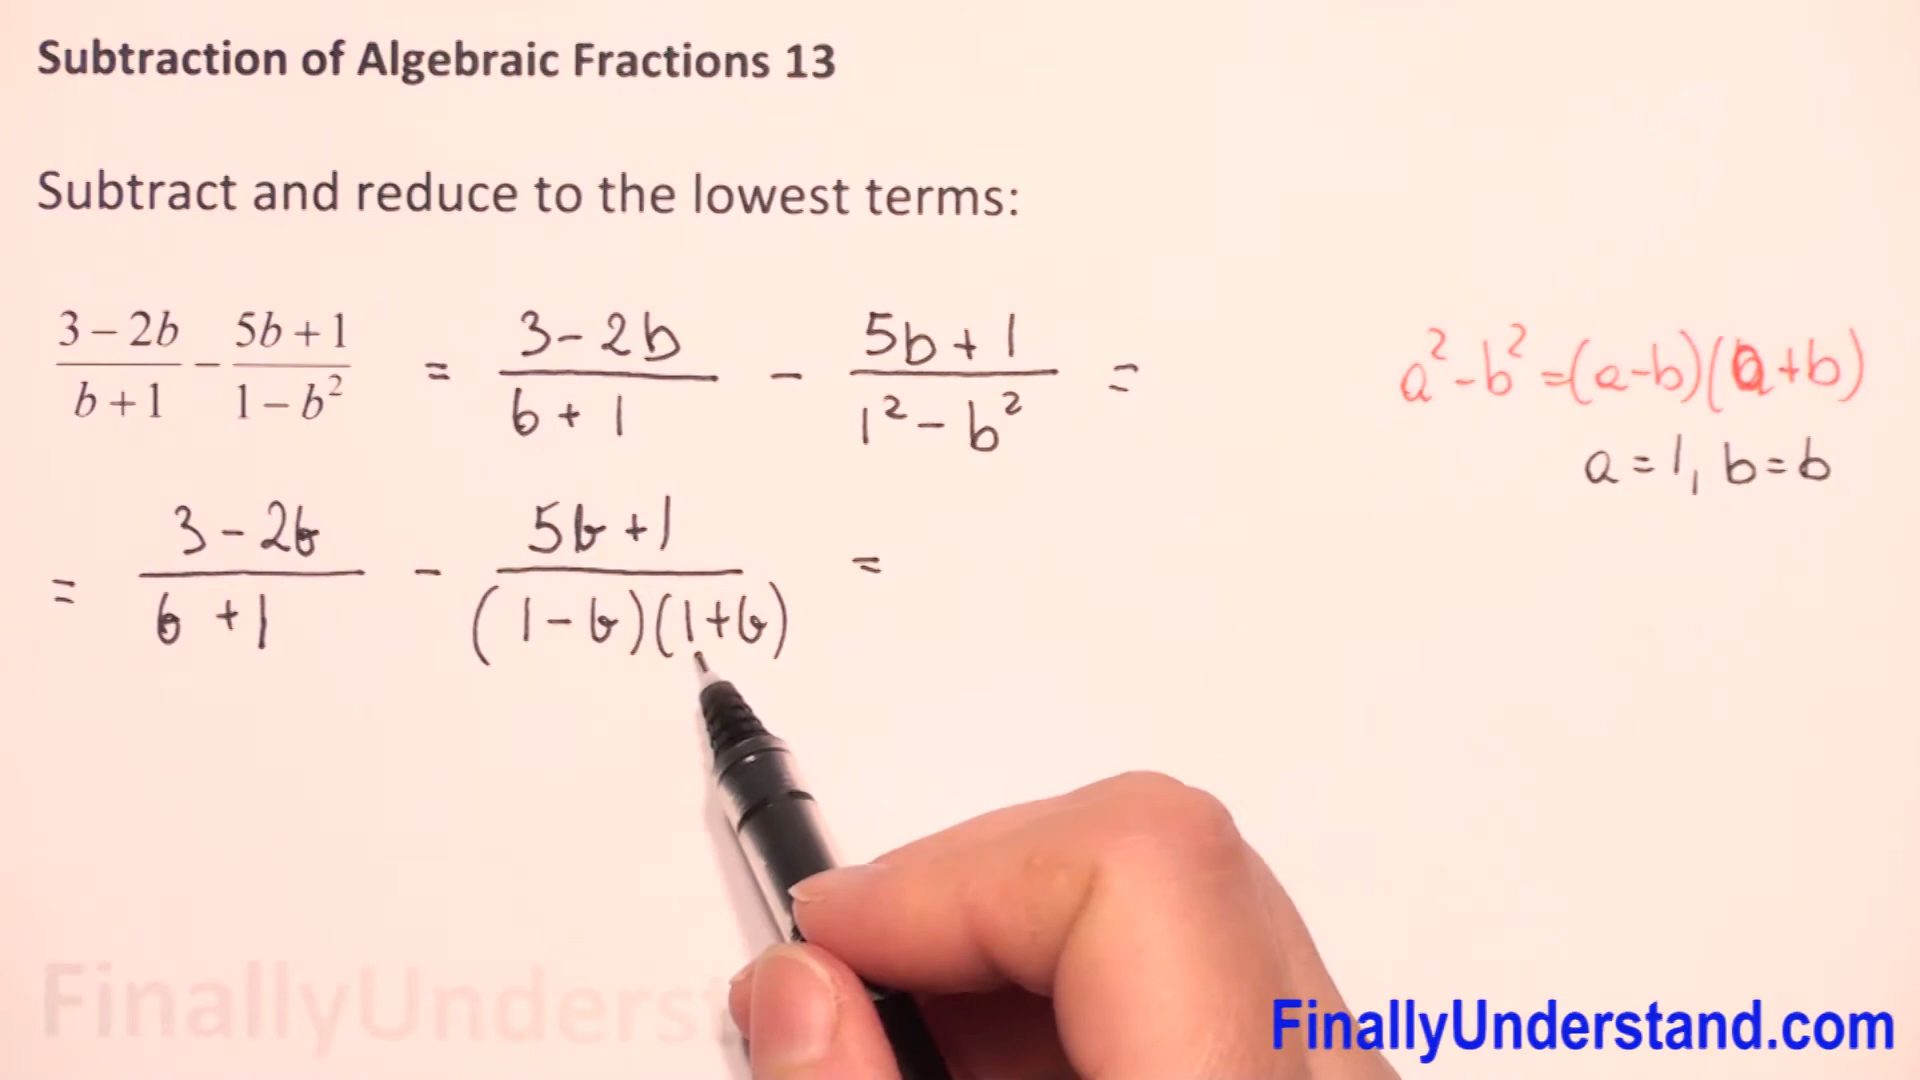 Subtraction of Algebraic Fractions 13
Subtract and reduce to the lowest terms:
(3 – 2b)/(b + 1) – (5b + 1)/(1 – b²) = (3 - 2b)/(b + 1) - (5b + 1)/(1² - b²) =
a² - b² = (a - b)(a + b)
a = 1, b = b
= (3 - 2b)/(b + 1) - (5b + 1)/((1 - b)(1 + b)) =
FinallyUnderst
FinallyUnderstand.com